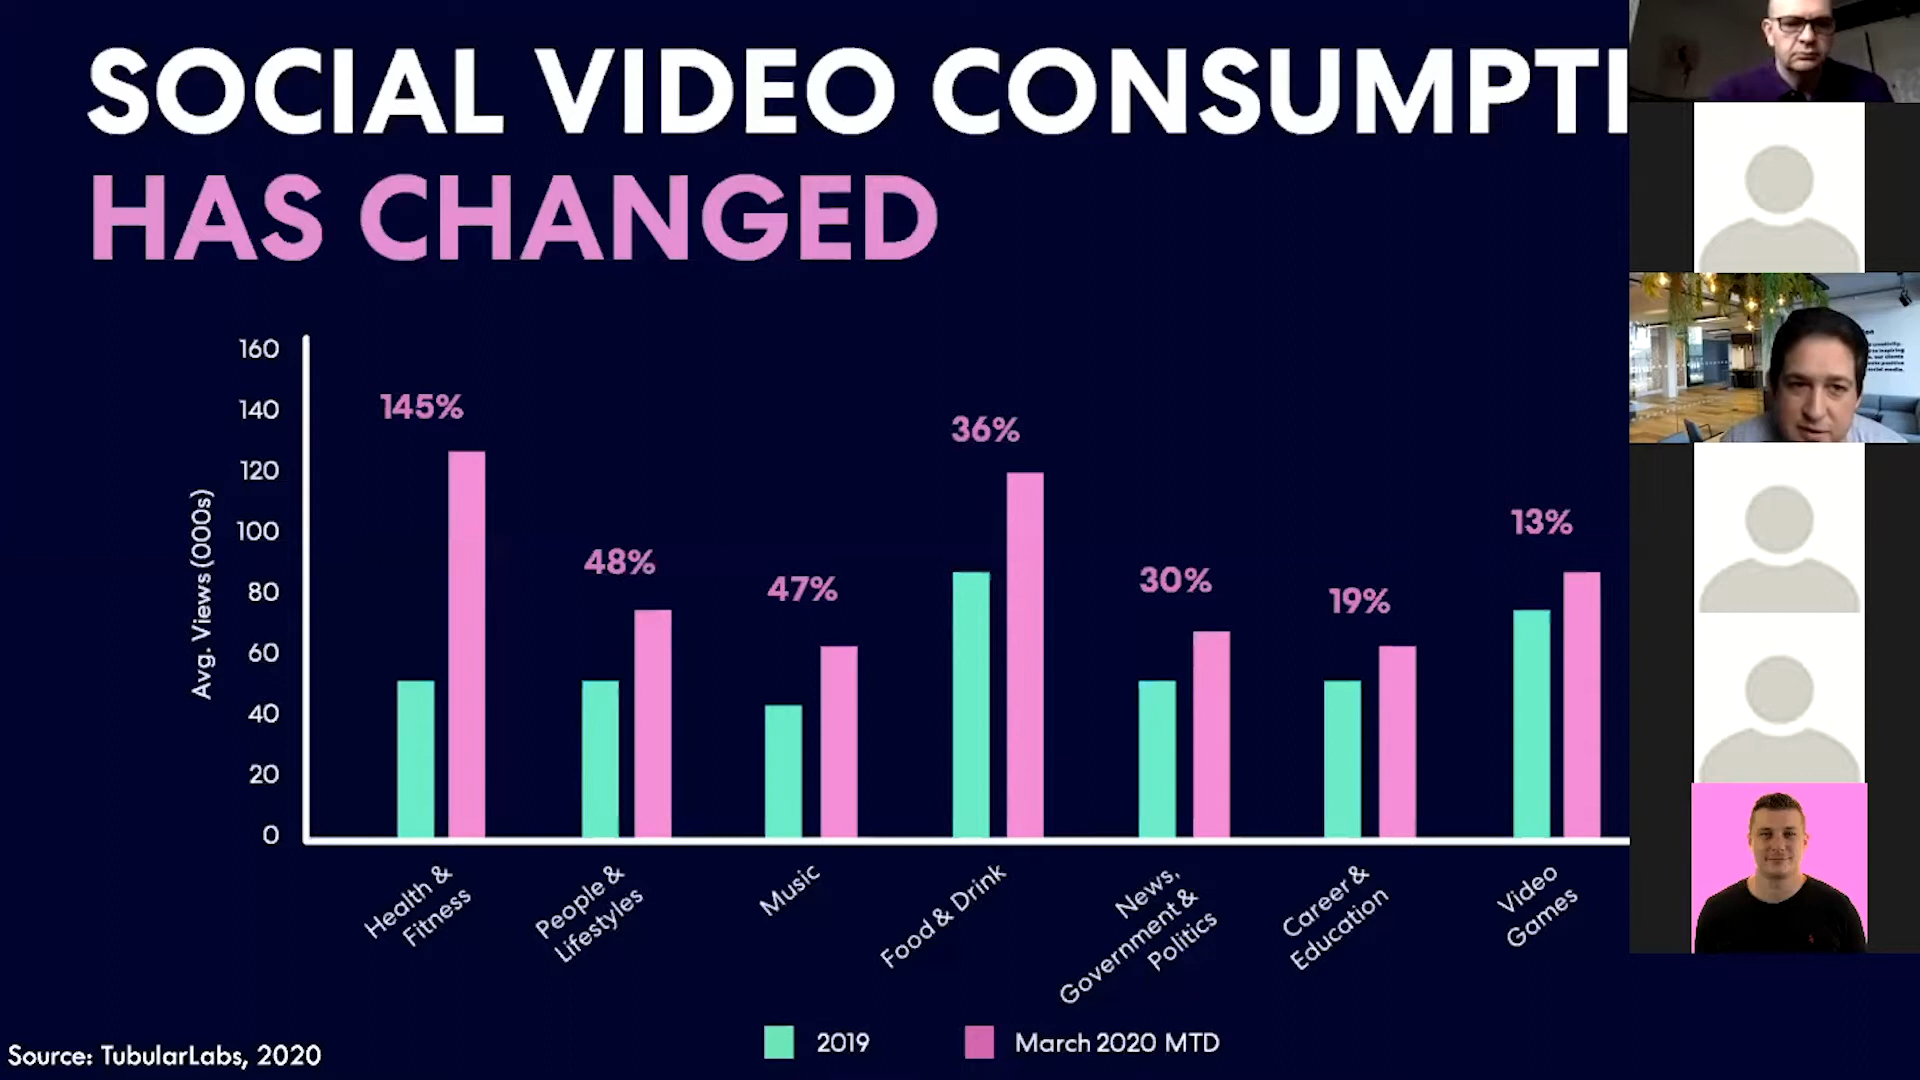 SOCIAL VIDEO CONSUMPTI
HAS CHANGED
160
140
120
100
80
60
40
20
0
Avg. Views (000s)
145%
48%
47%
36%
30%
19%
13%
Health &
Fitness
People &
Lifestyles
Music
Food & Drink
News,
Government &
Politics
Career &
Education
Video
Games
2019
March 2020 MTD
Source: TubularLabs, 2020